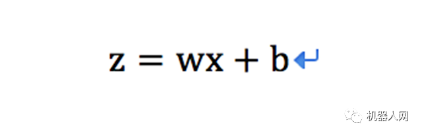 z = wx + b↵
机器人网